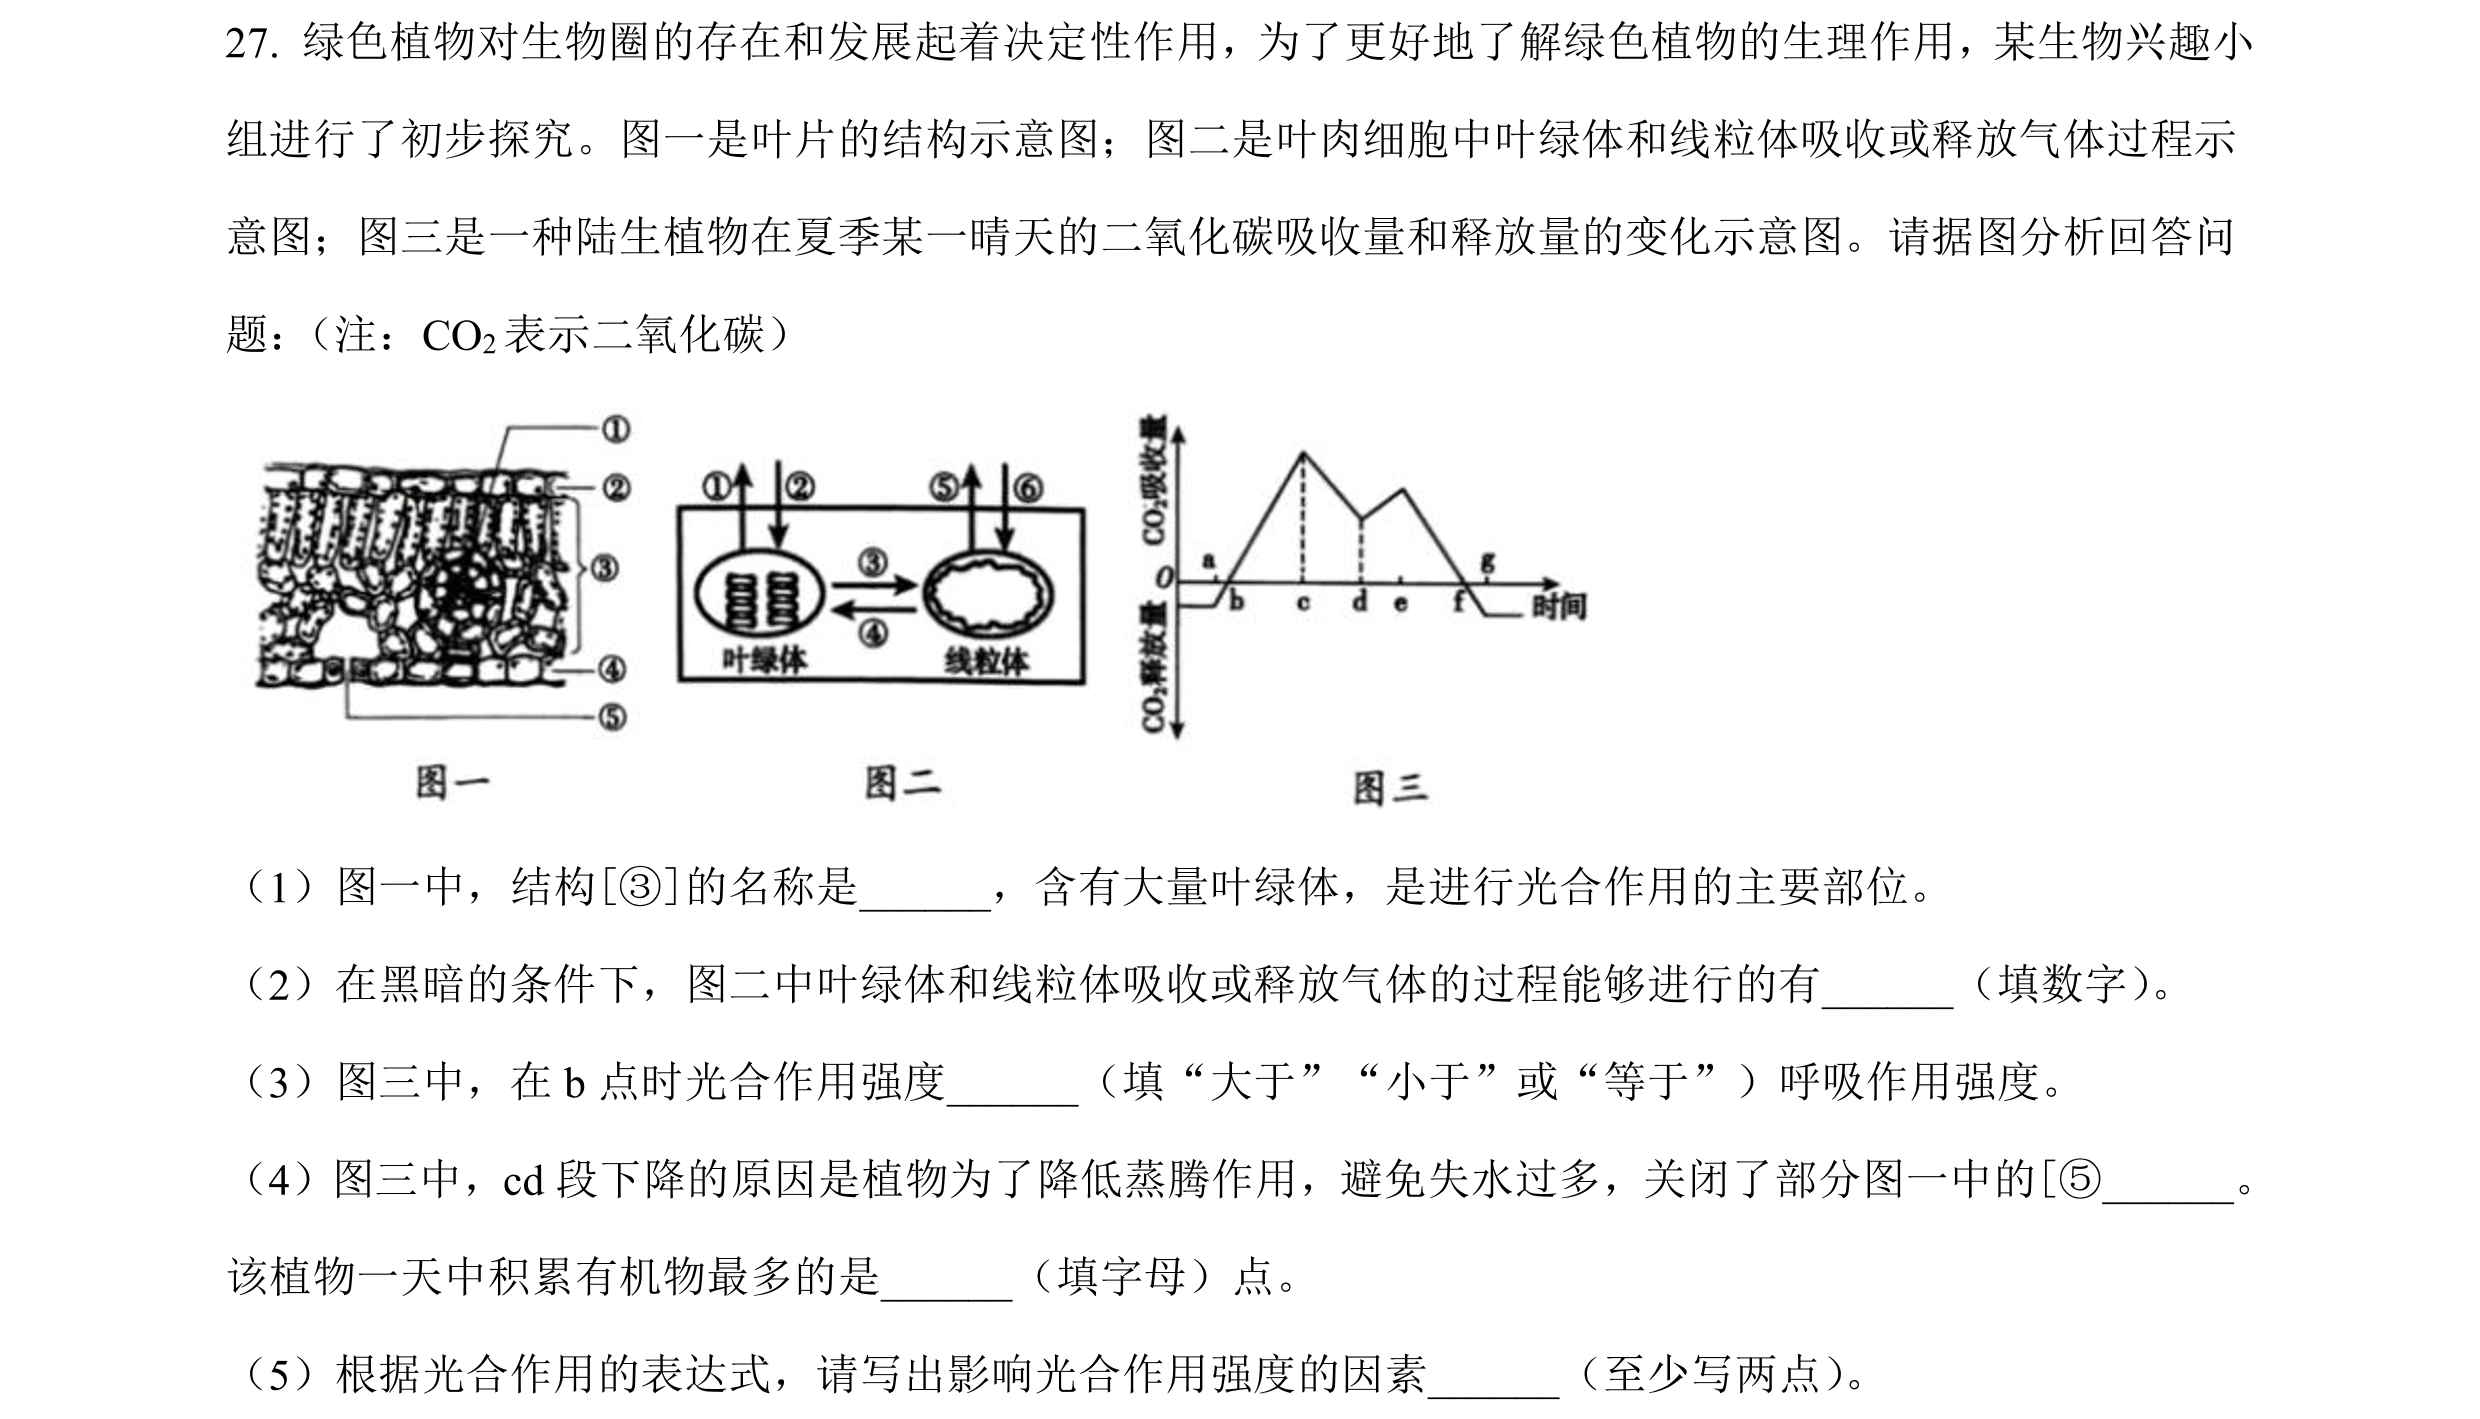 27. 绿色植物对生物圈的存在和发展起着决定性作用，为了更好地了解绿色植物的生理作用，某生物兴趣小
组进行了初步探究。图一是叶片的结构示意图；图二是叶肉细胞中叶绿体和线粒体吸收或释放气体过程示
意图；图三是一种陆生植物在夏季某一晴天的二氧化碳吸收量和释放量的变化示意图。请据图分析回答问
题：（注：CO₂表示二氧化碳）
①
②
③
④
⑤
图一
①
②
⑤
⑥
③
④
叶绿体
线粒体
图二
CO₂吸收量
CO₂释放量
0
a
b
c
d
e
f
g
时间
图三
（1）图一中，结构[③]的名称是______，含有大量叶绿体，是进行光合作用的主要部位。
（2）在黑暗的条件下，图二中叶绿体和线粒体吸收或释放气体的过程能够进行的有______（填数字）。
（3）图三中，在 b 点时光合作用强度______（填“大于”“小于”或“等于”）呼吸作用强度。
（4）图三中，cd 段下降的原因是植物为了降低蒸腾作用，避免失水过多，关闭了部分图一中的[⑤______。
该植物一天中积累有机物最多的是______（填字母）点。
（5）根据光合作用的表达式，请写出影响光合作用强度的因素______（至少写两点）。